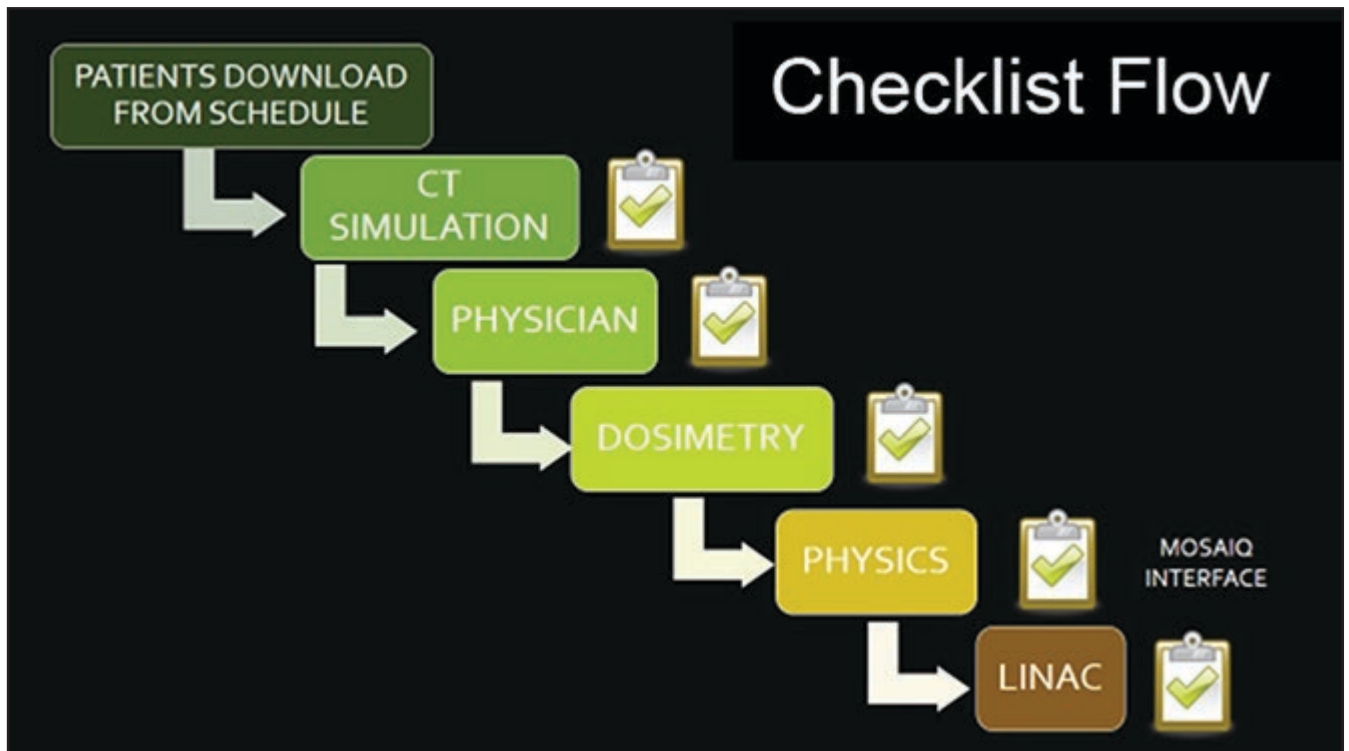 Checklist Flow
PATIENTS DOWNLOAD
FROM SCHEDULE
CT
SIMULATION
PHYSICIAN
DOSIMETRY
PHYSICS
MOSAIQ
INTERFACE
LINAC